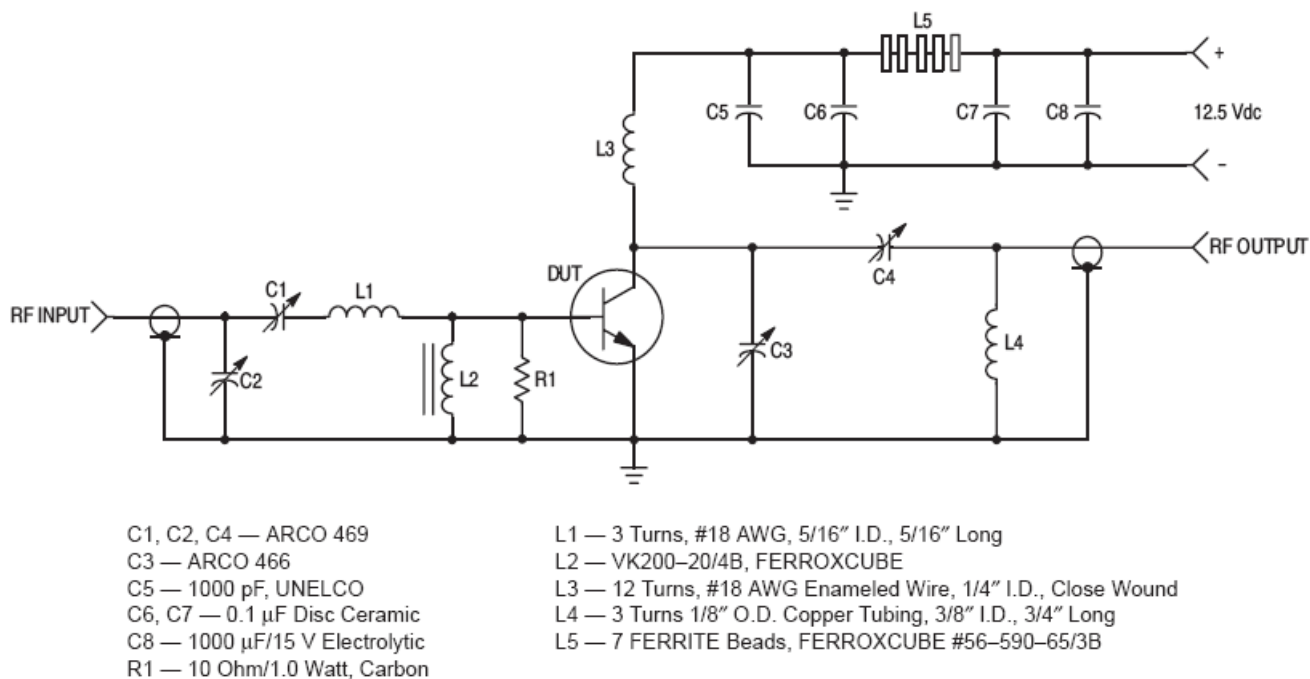 L5
+
C5
C6
C7
C8
12.5 Vdc
L3
–
DUT
C4
RF OUTPUT
C1
L1
RF INPUT
C2
L2
R1
C3
L4
C1, C2, C4 — ARCO 469
C3 — ARCO 466
C5 — 1000 pF, UNELCO
C6, C7 — 0.1 μF Disc Ceramic
C8 — 1000 μF/15 V Electrolytic
R1 — 10 Ohm/1.0 Watt, Carbon
L1 — 3 Turns, #18 AWG, 5/16″ I.D., 5/16″ Long
L2 — VK200–20/4B, FERROXCUBE
L3 — 12 Turns, #18 AWG Enameled Wire, 1/4″ I.D., Close Wound
L4 — 3 Turns 1/8″ O.D. Copper Tubing, 3/8″ I.D., 3/4″ Long
L5 — 7 FERRITE Beads, FERROXCUBE #56–590–65/3B